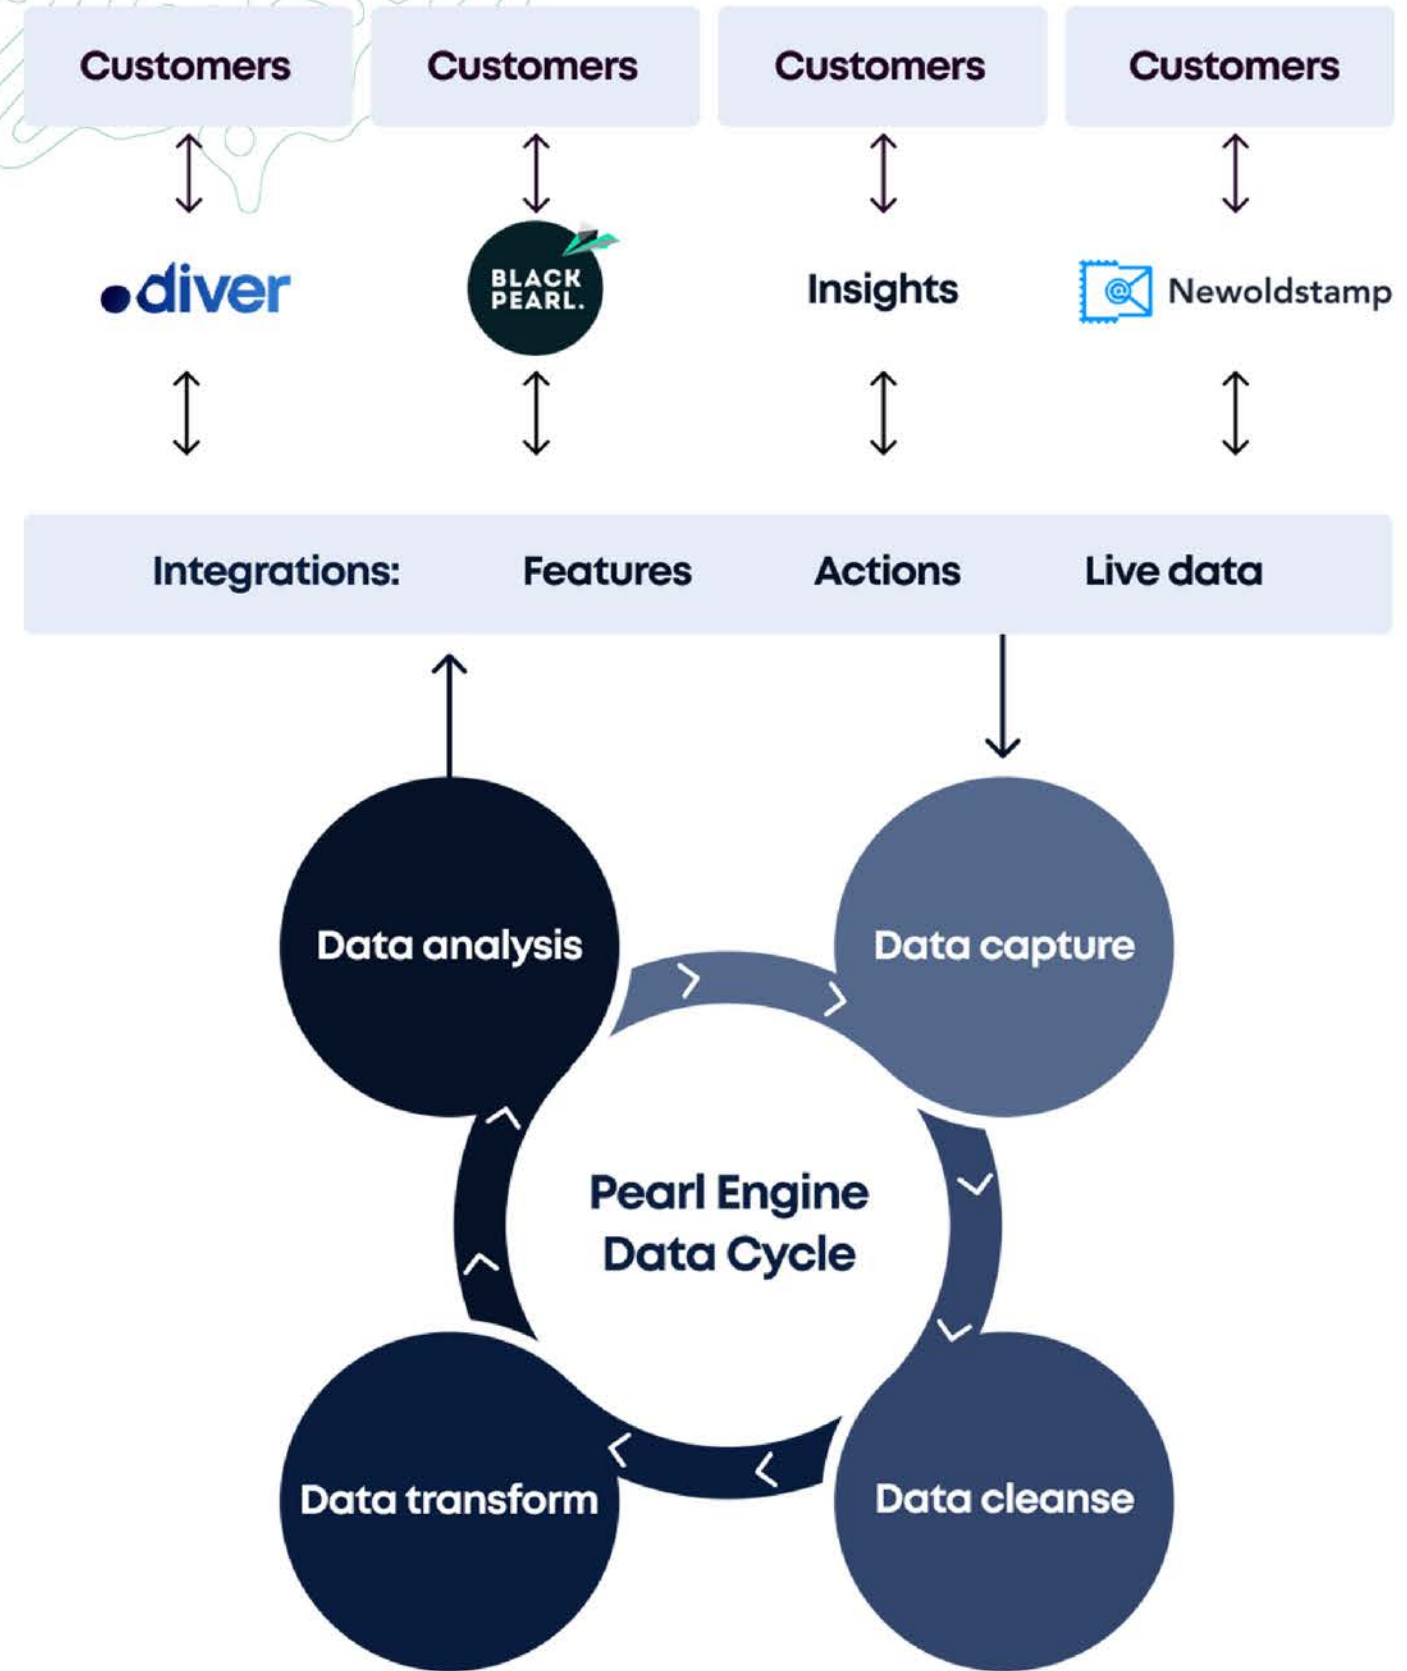 Customers Customers Customers Customers
diver
BLACK
PEARL.
Insights
@
Newoldstamp
Integrations: Features Actions Live data
Data analysis
Data capture
Pearl Engine
Data Cycle
Data transform
Data cleanse